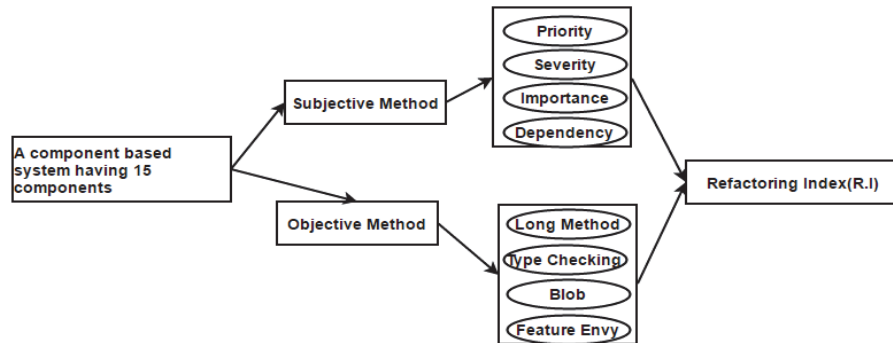 Priority
Severity
Importance
Dependency
Subjective Method
A component based
system having 15
components
Refactoring Index(R.I)
Objective Method
Long Method
Type Checking
Blob
Feature Envy